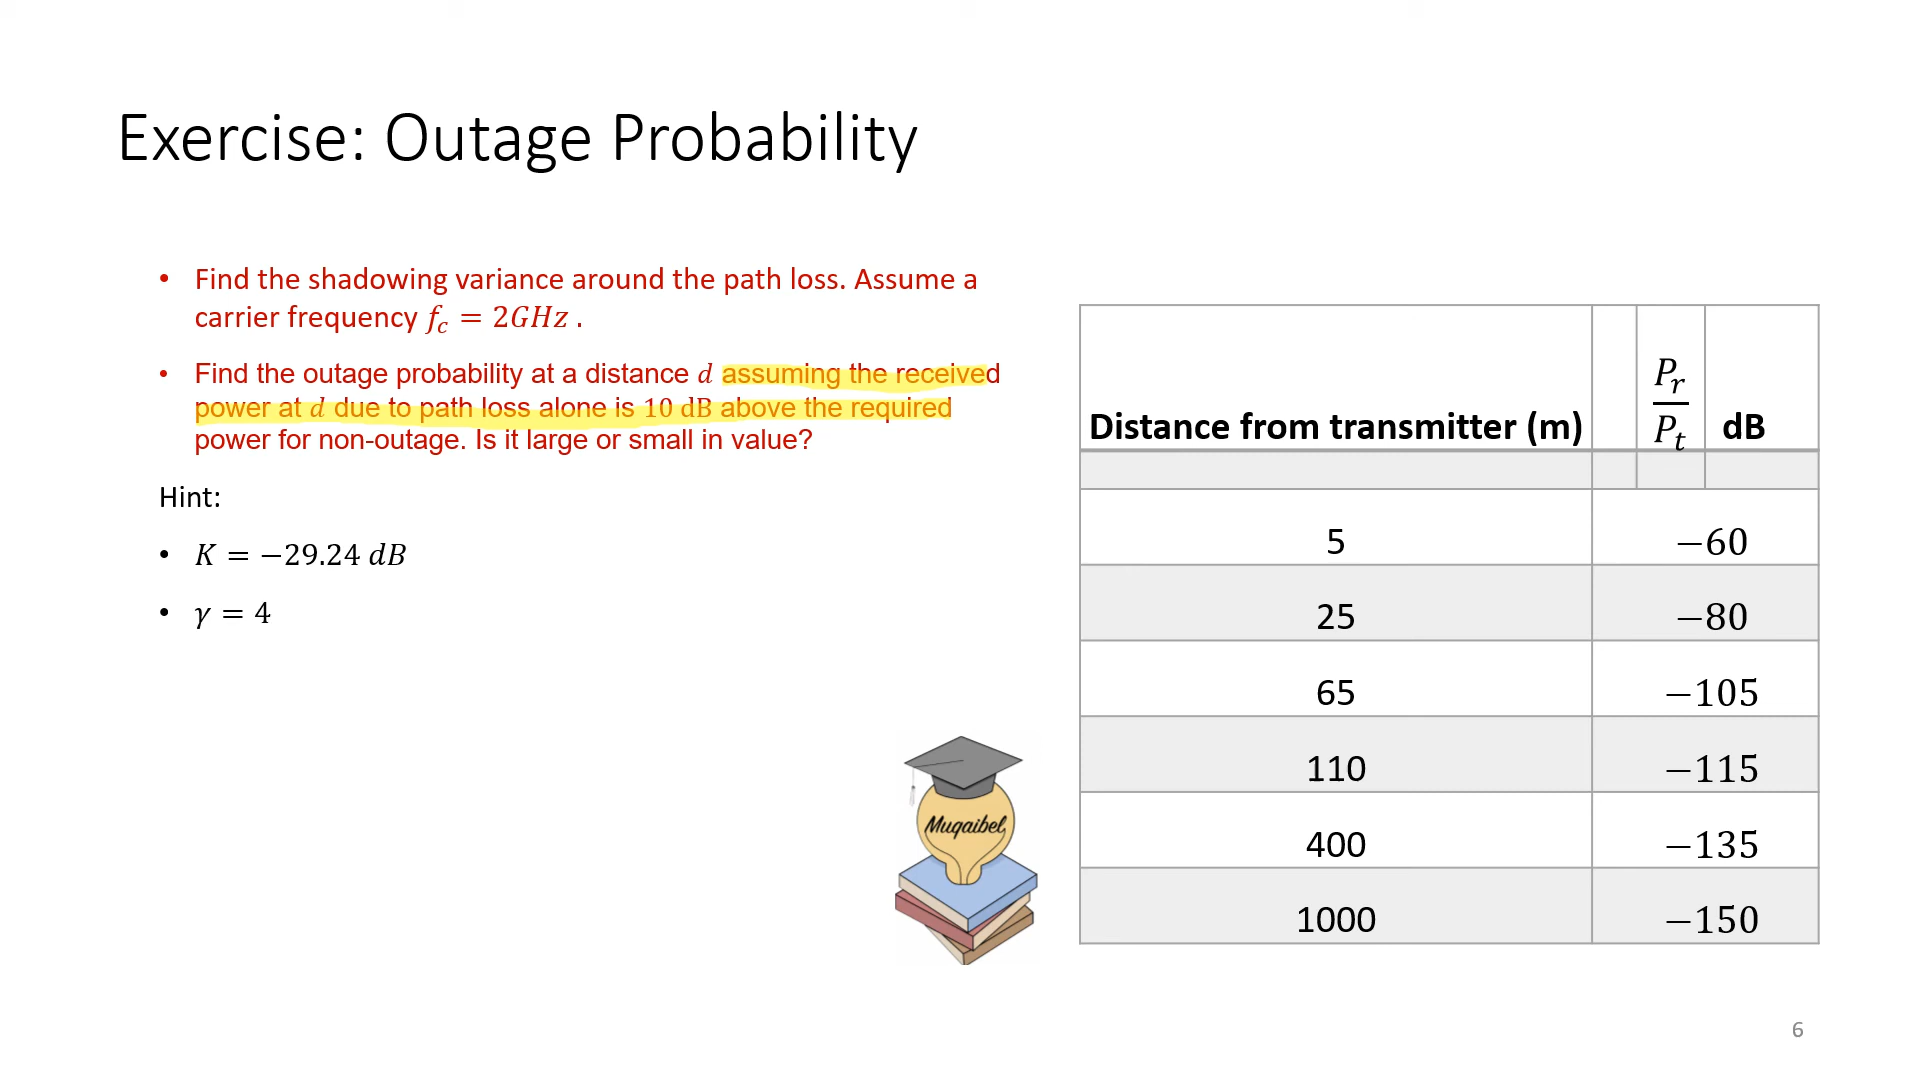 Exercise: Outage Probability
• Find the shadowing variance around the path loss. Assume a
carrier frequency f_c = 2GHz .
• Find the outage probability at a distance d assuming the received
power at d due to path loss alone is 10 dB above the required
power for non-outage. Is it large or small in value?
Hint:
• K = −29.24 dB
• γ = 4
Muqaibel
Distance from transmitter (m) P_r/P_t dB
5 −60
25 −80
65 −105
110 −115
400 −135
1000 −150
6